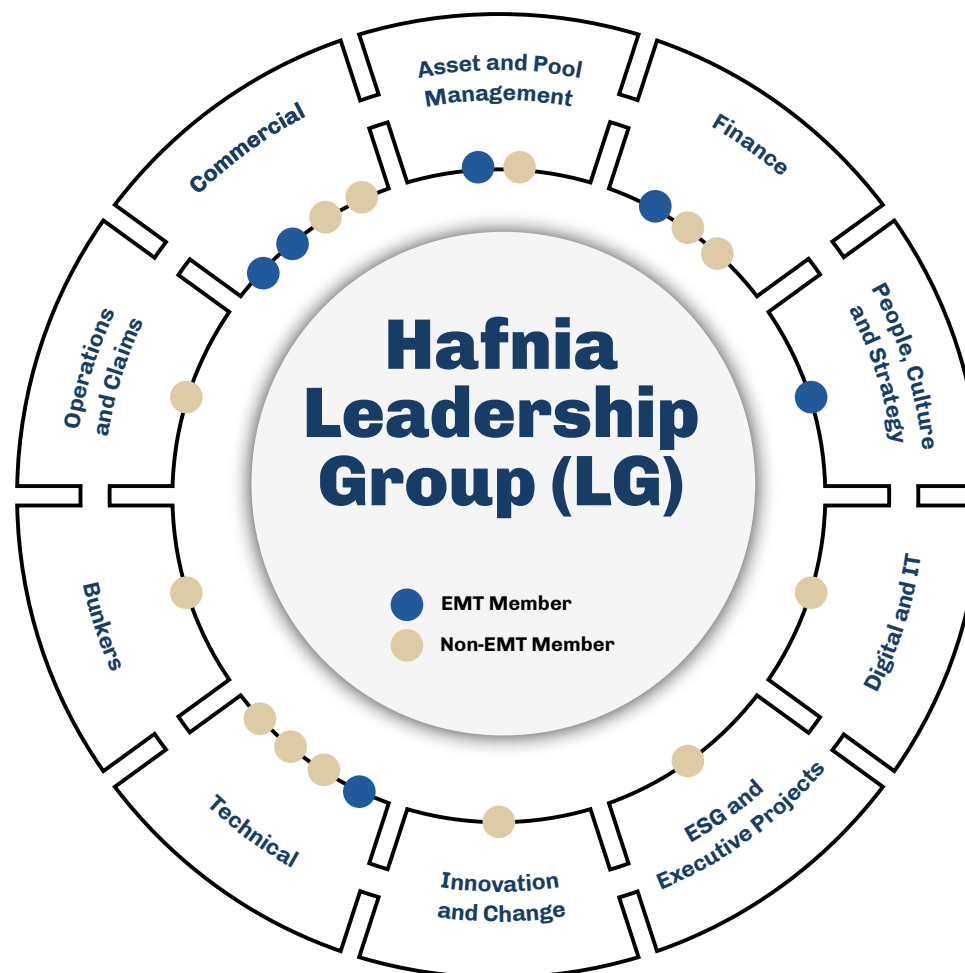 Asset and Pool
Management
Finance
People, Culture
and Strategy
Digital and IT
ESG and
Executive Projects
Innovation
and Change
Technical
Bunkers
Operations
and Claims
Commercial
Hafnia
Leadership
Group (LG)
EMT Member
Non-EMT Member